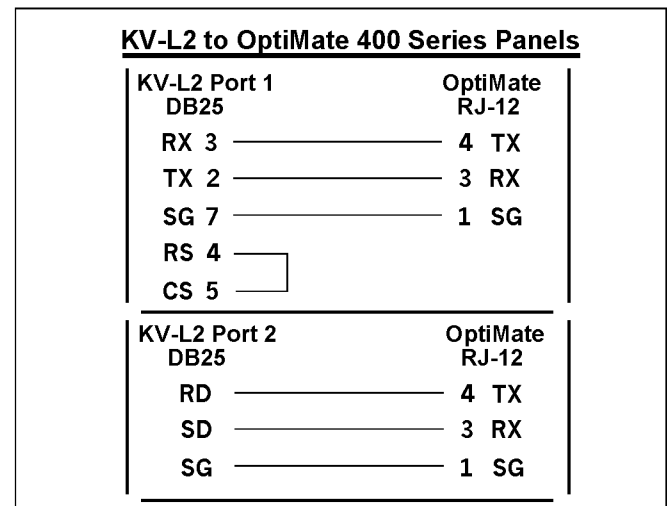 KV-L2 to OptiMate 400 Series Panels
KV-L2 Port 1 OptiMate
DB25 RJ-12
RX 3 4 TX
TX 2 3 RX
SG 7 1 SG
RS 4
CS 5
KV-L2 Port 2 OptiMate
DB25 RJ-12
RD 4 TX
SD 3 RX
SG 1 SG